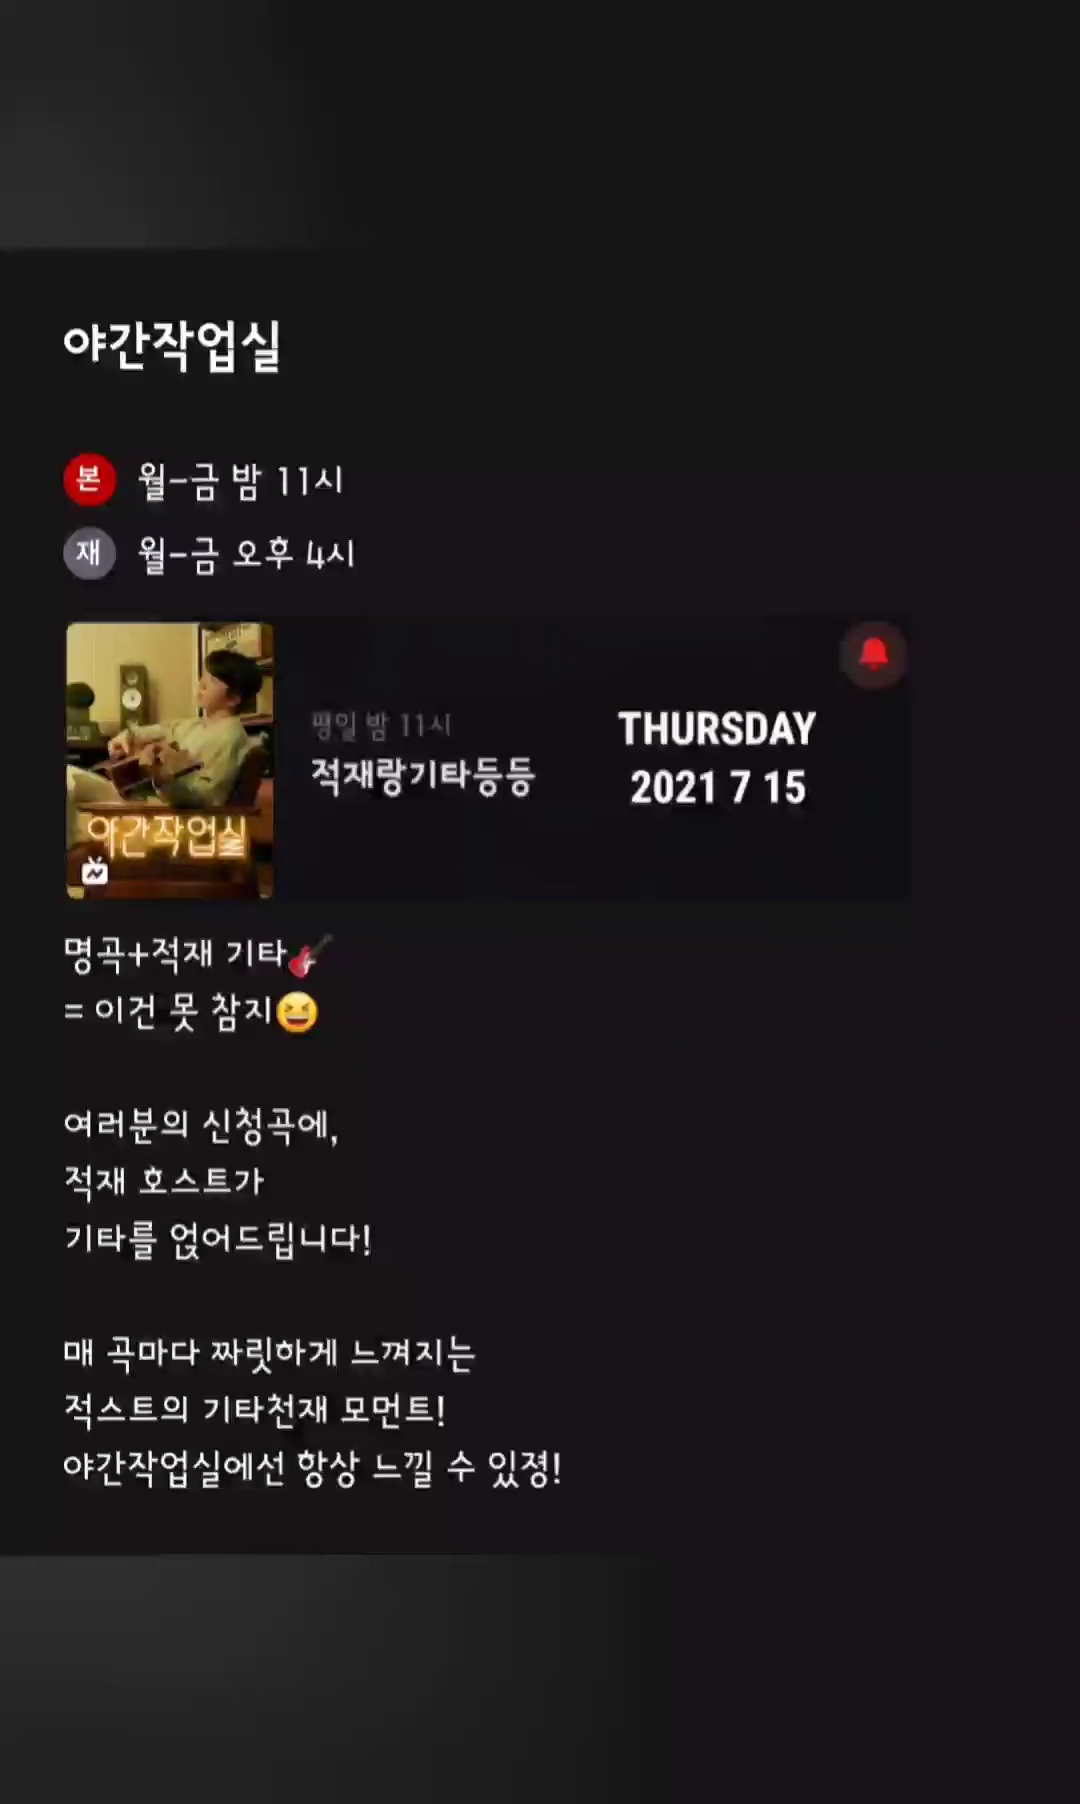 야간작업실
본 월-금 밤 11시
재 월-금 오후 4시
야간작업실
평일 밤 11시
적재랑기타등등
THURSDAY
2021 7 15
명곡+적재 기타🎸
= 이건 못 참지😆
여러분의 신청곡에,
적재 호스트가
기타를 얹어드립니다!
매 곡마다 짜릿하게 느껴지는
적스트의 기타천재 모먼트!
야간작업실에선 항상 느낄 수 있졍!